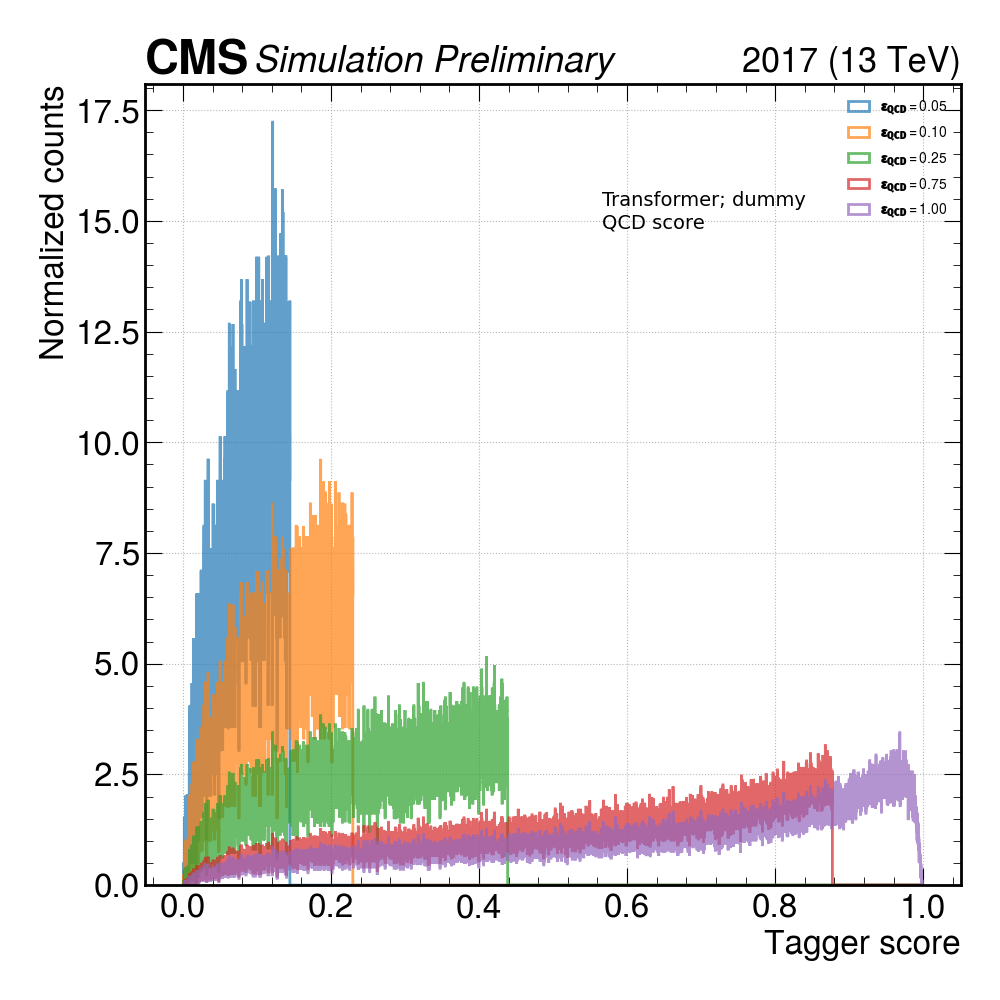 CMS Simulation Preliminary 2017 (13 TeV)
Normalized counts
17.5
15.0
12.5
10.0
7.5
5.0
2.5
0.0
εQCD = 0.05
εQCD = 0.10
εQCD = 0.25
εQCD = 0.75
εQCD = 1.00
Transformer; dummy
QCD score
0.0 0.2 0.4 0.6 0.8 1.0
Tagger score